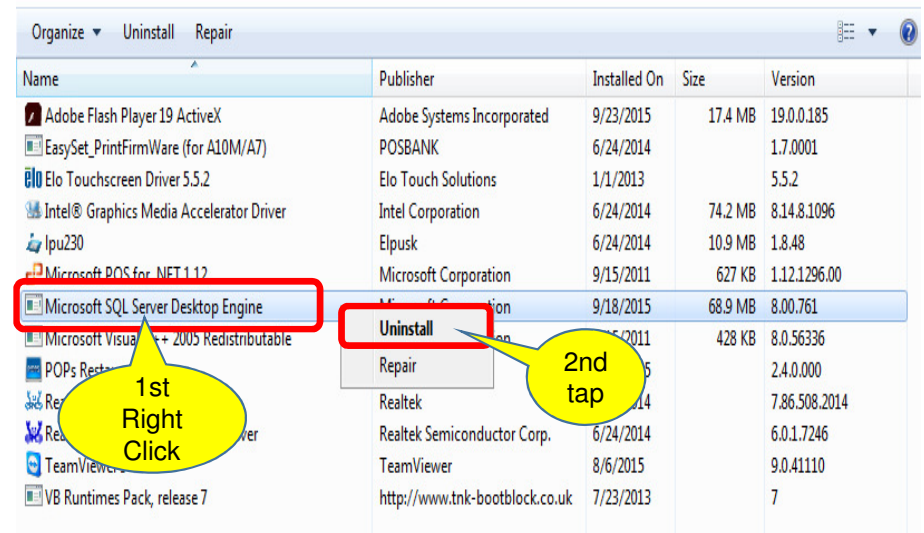 Organize Uninstall Repair
Name Publisher Installed On Size Version
Adobe Flash Player 19 ActiveX Adobe Systems Incorporated 9/23/2015 17.4 MB 19.0.0.185
EasySet_PrintFirmWare (for A10M/A7) POSBANK 6/24/2014 1.7.0001
elo Elo Touchscreen Driver 5.5.2 Elo Touch Solutions 1/1/2013 5.5.2
Intel® Graphics Media Accelerator Driver Intel Corporation 6/24/2014 74.2 MB 8.14.8.1096
lpu230 Elpusk 6/24/2014 10.9 MB 1.8.48
Microsoft POS for .NET 1.12 Microsoft Corporation 9/15/2011 627 KB 1.12.1296.00
Microsoft SQL Server Desktop Engine 9/18/2015 68.9 MB 8.00.761
Uninstall
Microsoft 2005 Redistributable 428 KB 8.0.56336
Repair
POPs 2.4.0.000
2nd
tap
1st
Right
Click
Realtek 7.86.508.2014
Realtek Semiconductor Corp. 6/24/2014 6.0.1.7246
TeamViewer 8/6/2015 9.0.41110
VB Runtimes Pack, release 7 http://www.tnk-bootblock.co.uk 7/23/2013 7